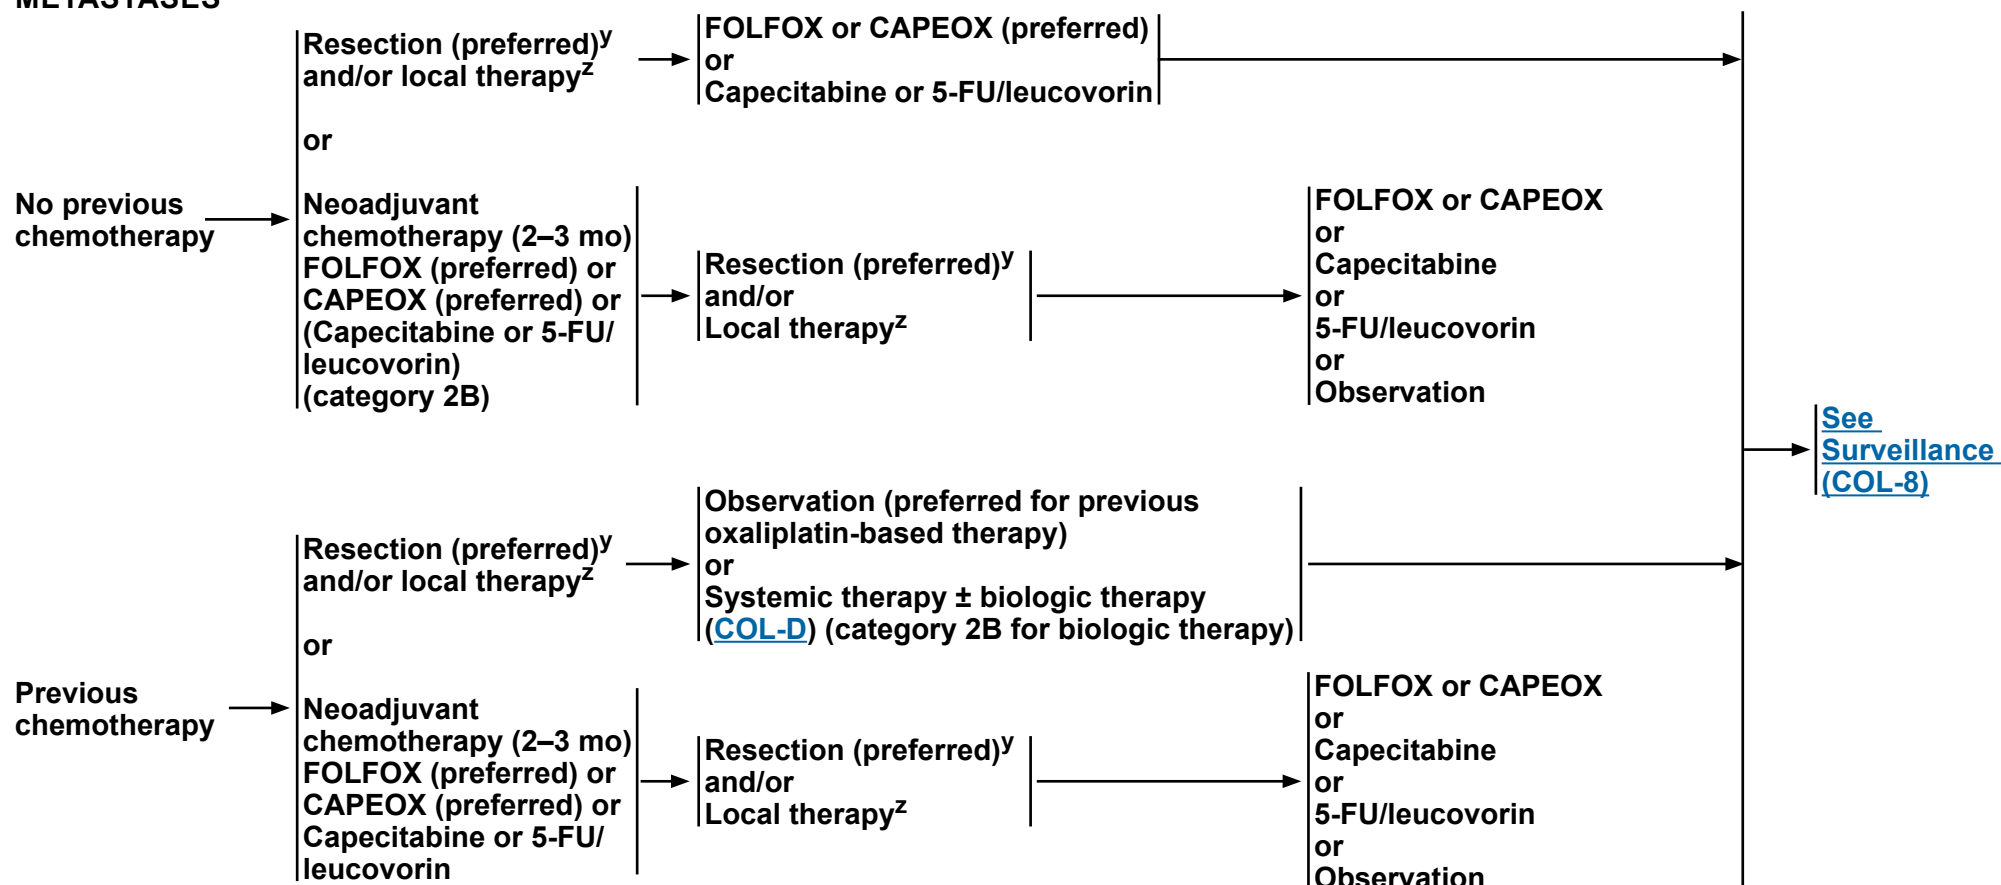 METASTASES
Resection (preferred)y
and/or local therapyz
FOLFOX or CAPEOX (preferred)
or
Capecitabine or 5-FU/leucovorin
or
No previous
chemotherapy
Neoadjuvant
chemotherapy (2–3 mo)
FOLFOX (preferred) or
CAPEOX (preferred) or
(Capecitabine or 5-FU/
leucovorin)
(category 2B)
Resection (preferred)y
and/or
Local therapyz
FOLFOX or CAPEOX
or
Capecitabine
or
5-FU/leucovorin
or
Observation
See
Surveillance
(COL-8)
Previous
chemotherapy
Resection (preferred)y
and/or local therapyz
Observation (preferred for previous
oxaliplatin-based therapy)
or
Systemic therapy ± biologic therapy
(COL-D) (category 2B for biologic therapy)
or
Neoadjuvant
chemotherapy (2–3 mo)
FOLFOX (preferred) or
CAPEOX (preferred) or
Capecitabine or 5-FU/
leucovorin
Resection (preferred)y
and/or
Local therapyz
FOLFOX or CAPEOX
or
Capecitabine
or
5-FU/leucovorin
or
Observation